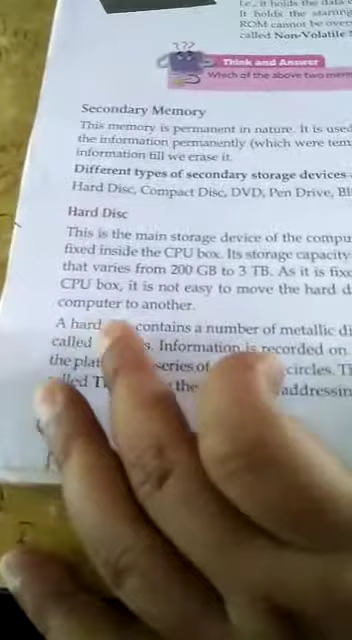 i.e., it holds the data
It holds the starting
ROM cannot be over
called Non-Volatile
???
Think and Answer
Which of the above two mem
Secondary Memory
This memory is permanent in nature. It is used
the information permanently (which were tem
information till we erase it.
Different types of secondary storage devices
Hard Disc, Compact Disc, DVD, Pen Drive, Bl
Hard Disc
This is the main storage device of the compu
fixed inside the CPU box. Its storage capacity
that varies from 200 GB to 3 TB. As it is fixe
CPU box, it is not easy to move the hard d
computer to another.
A hard contains a number of metallic di
called s. Information is recorded on
the plat series of circles. T
lled T the addressin